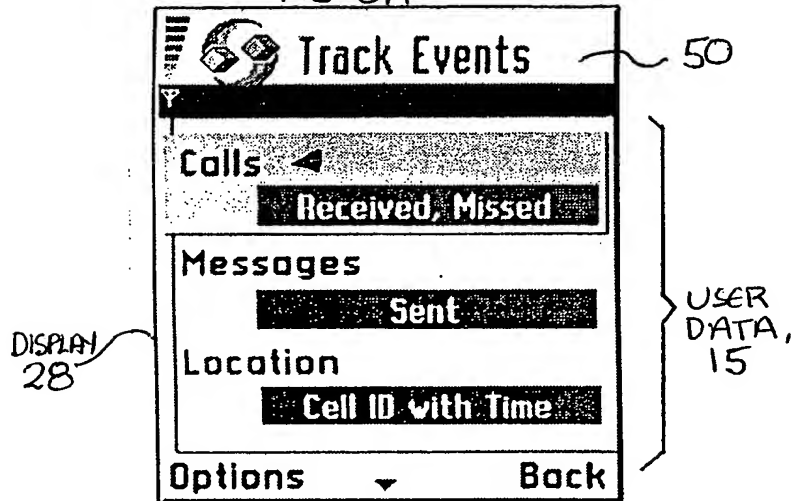 Track Events
50
Calls
Received, Missed
Messages
Sent
USER
DATA,
15
DISPLAY
28
Location
Cell ID with Time
Options
Back